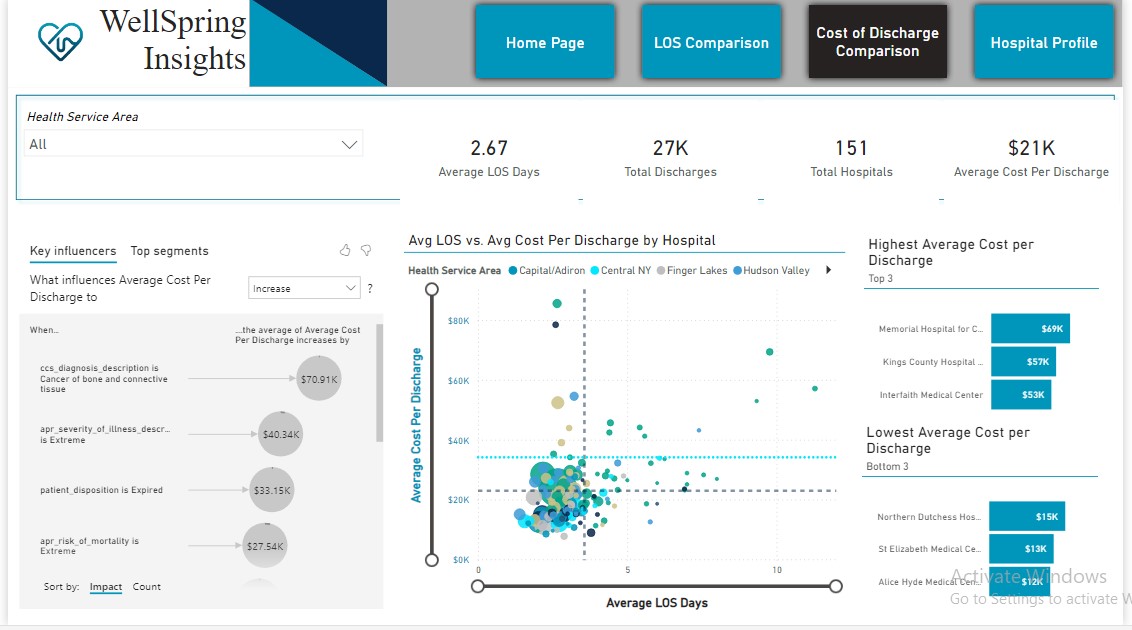 WellSpring
Insights
Home Page
LOS Comparison
Cost of Discharge
Comparison
Hospital Profile
Health Service Area
All
2.67
Average LOS Days
27K
Total Discharges
151
Total Hospitals
$21K
Average Cost Per Discharge
Key influencers
Top segments
What influences Average Cost Per
Discharge to
Increase
?
When...
...the average of Average Cost
Per Discharge increases by
ccs_diagnosis_description is
Cancer of bone and connective
tissue
$70.91K
apr_severity_of_illness_descr...
is Extreme
$40.34K
patient_disposition is Expired
$33.15K
apr_risk_of_mortality is
Extreme
$27.54K
Sort by:
Impact
Count
Avg LOS vs. Avg Cost Per Discharge by Hospital
Health Service Area
Capital/Adiron
Central NY
Finger Lakes
Hudson Valley
Average Cost Per Discharge
$80K
$60K
$40K
$20K
$0K
0
5
10
Average LOS Days
Highest Average Cost per
Discharge
Top 3
Memorial Hospital for C...
$69K
Kings County Hospital ...
$57K
Interfaith Medical Center
$53K
Lowest Average Cost per
Discharge
Bottom 3
Northern Dutchess Hos...
$15K
St Elizabeth Medical Ce...
$13K
Alice Hyde Medical Cen...
$12K
Activate Windows
Go to Settings to activate W